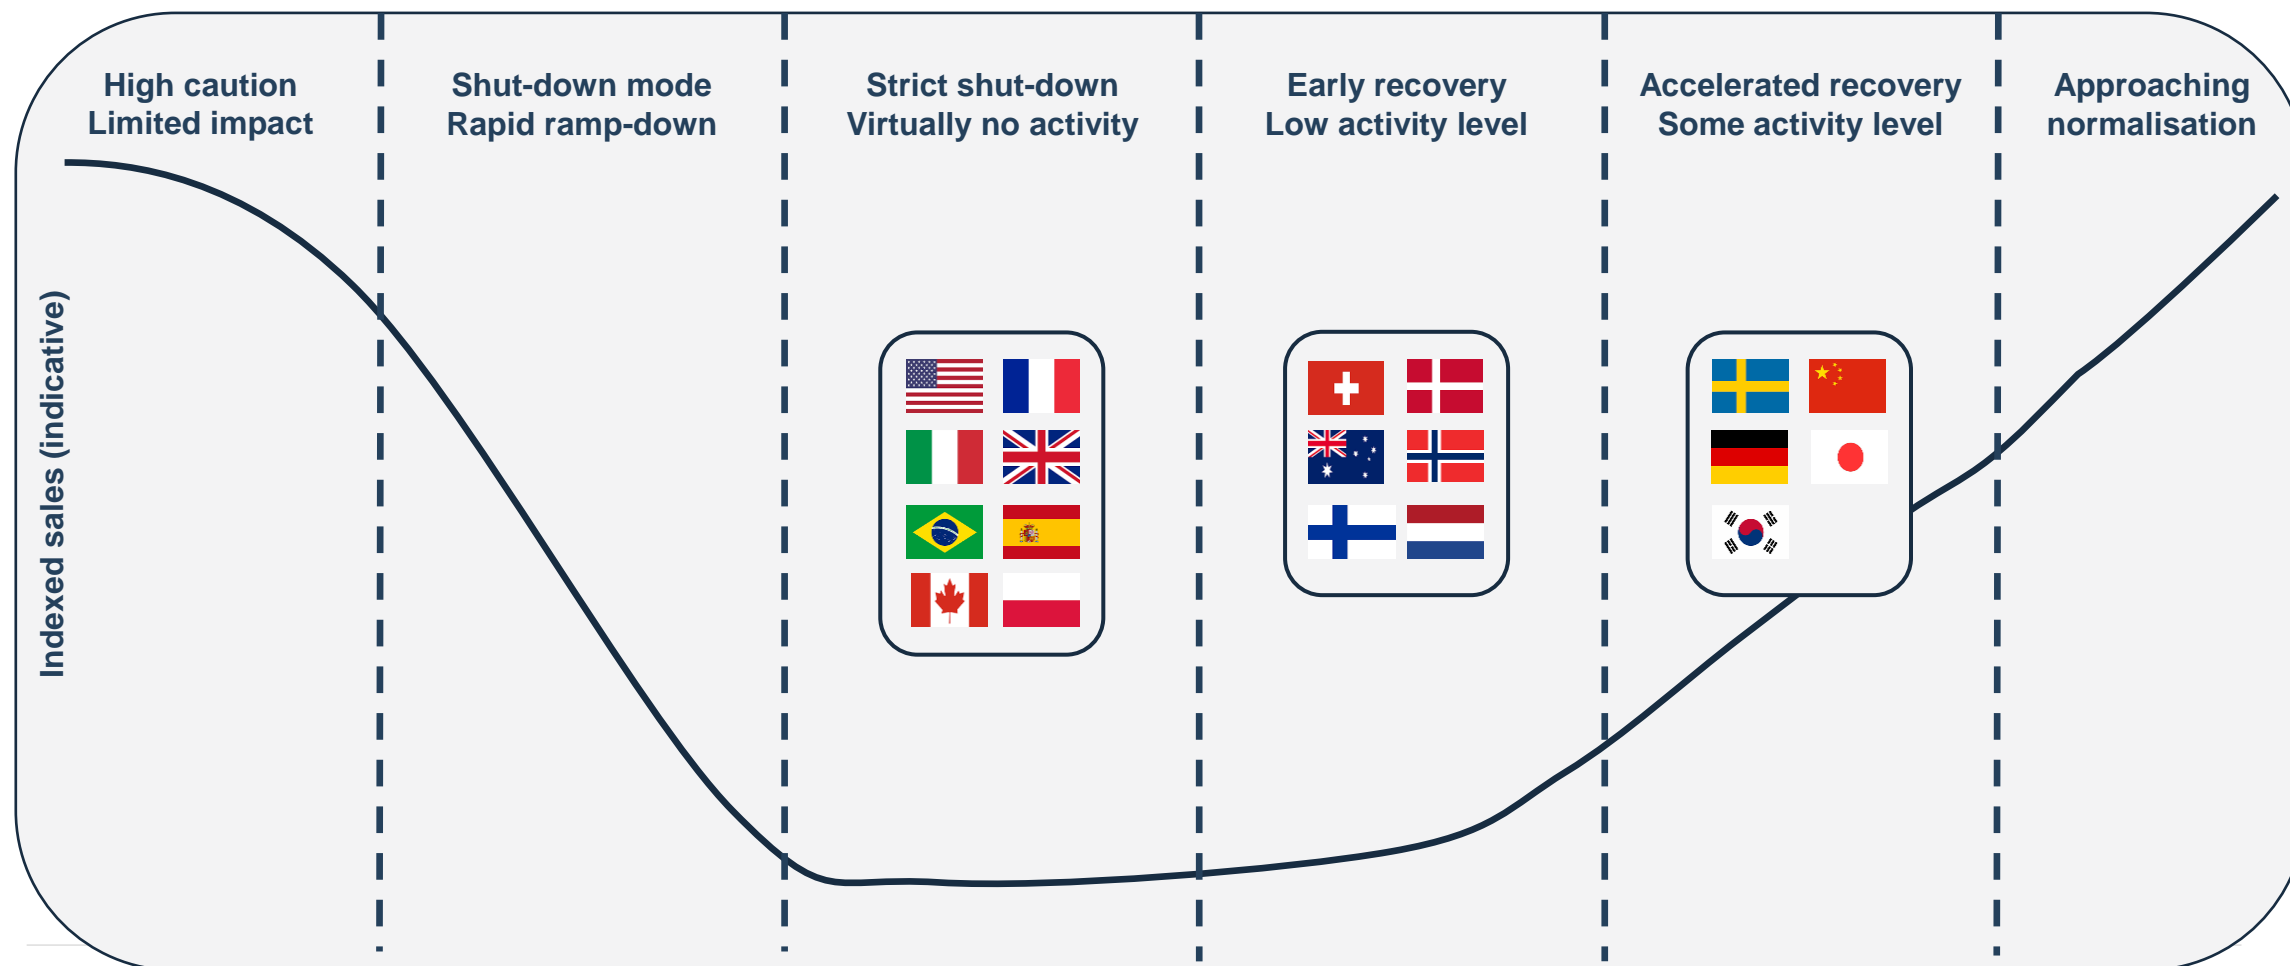 High caution
Limited impact
Shut-down mode
Rapid ramp-down
Strict shut-down
Virtually no activity
Early recovery
Low activity level
Accelerated recovery
Some activity level
Approaching
normalisation
Indexed sales (indicative)